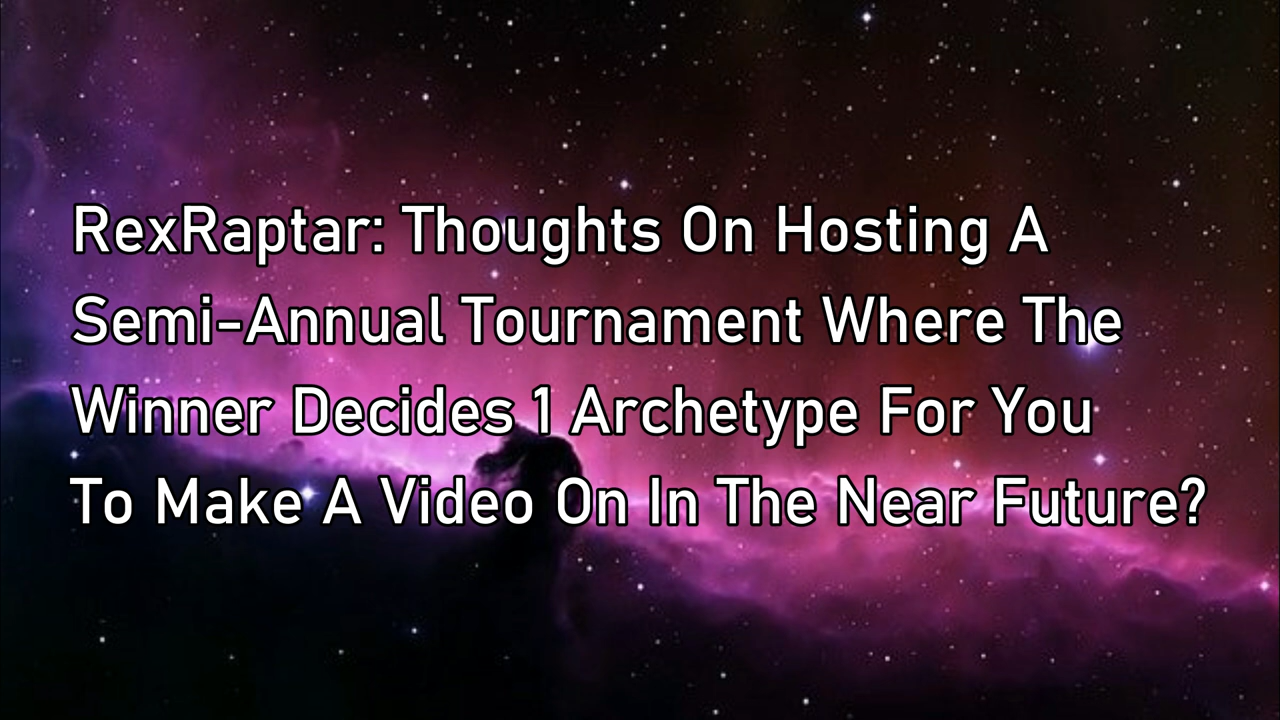 RexRaptar: Thoughts On Hosting A
Semi-Annual Tournament Where The
Winner Decides 1 Archetype For You
To Make A Video On In The Near Future?